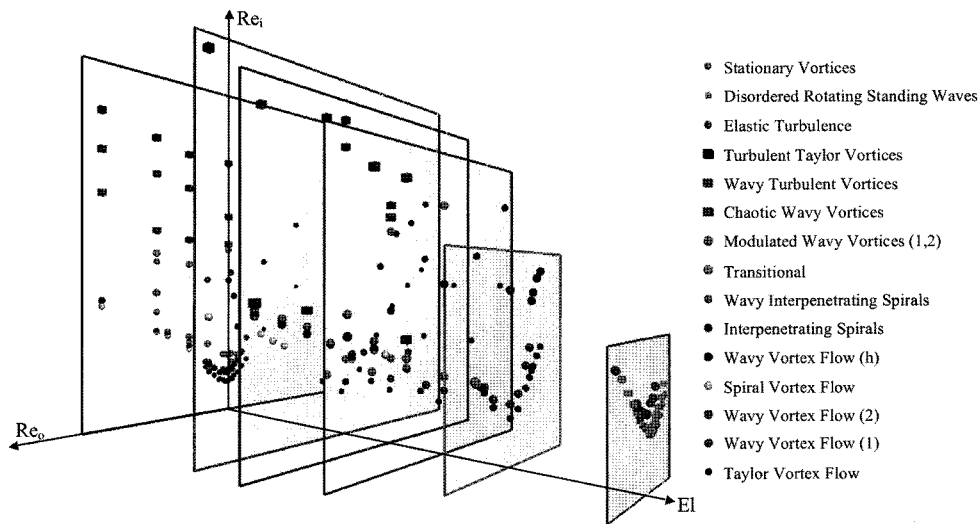 Re_i
Re_o
El
Stationary Vortices
Disordered Rotating Standing Waves
Elastic Turbulence
Turbulent Taylor Vortices
Wavy Turbulent Vortices
Chaotic Wavy Vortices
Modulated Wavy Vortices (1,2)
Transitional
Wavy Interpenetrating Spirals
Interpenetrating Spirals
Wavy Vortex Flow (h)
Spiral Vortex Flow
Wavy Vortex Flow (2)
Wavy Vortex Flow (1)
Taylor Vortex Flow